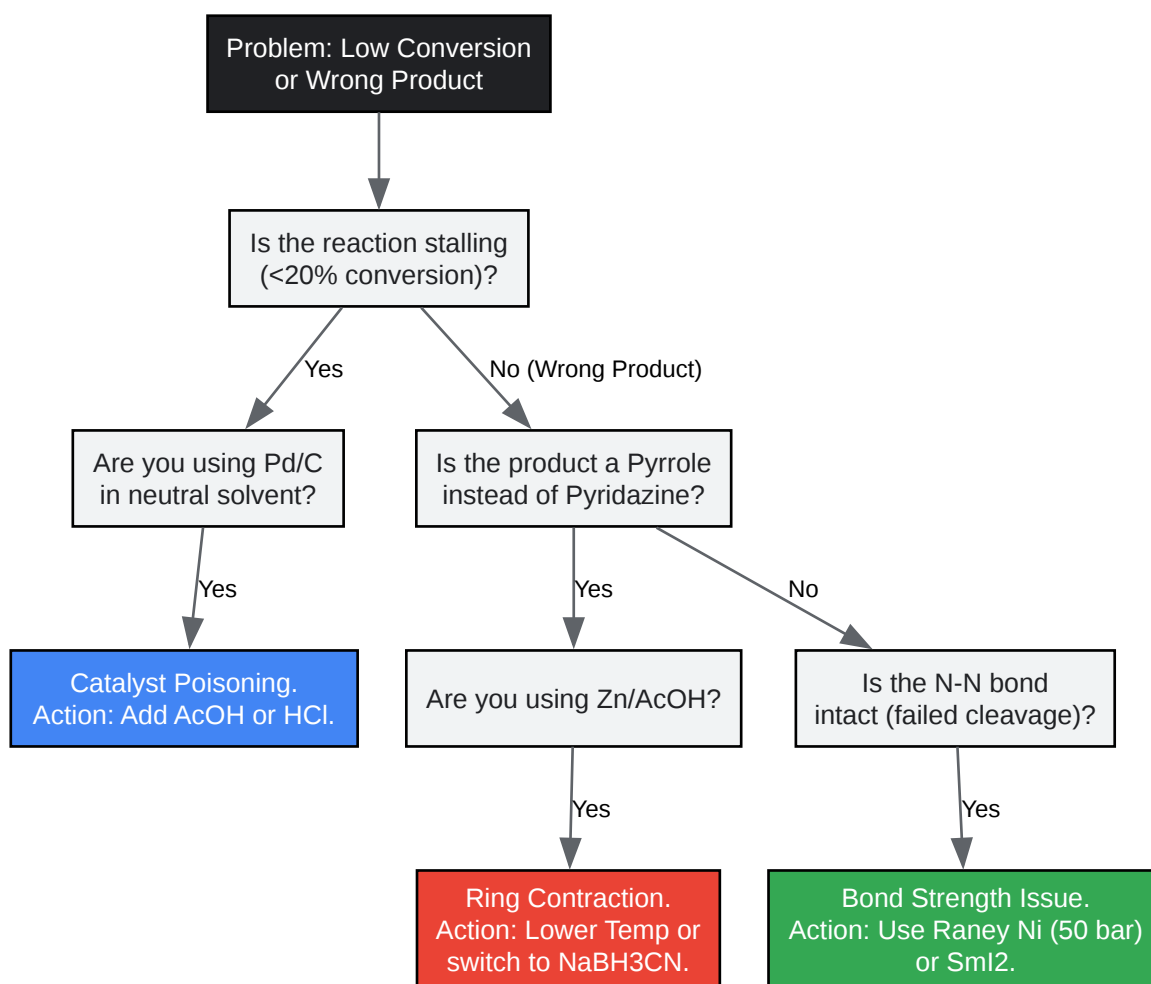 Problem: Low Conversion
or Wrong Product
Is the reaction stalling
(<20% conversion)?
Yes
No (Wrong Product)
Are you using Pd/C
in neutral solvent?
Is the product a Pyrrole
instead of Pyridazine?
Yes
Yes
No
Catalyst Poisoning.
Action: Add AcOH or HCl.
Are you using Zn/AcOH?
Is the N-N bond
intact (failed cleavage)?
Yes
Yes
Ring Contraction.
Action: Lower Temp or
switch to NaBH3CN.
Bond Strength Issue.
Action: Use Raney Ni (50 bar)
or SmI2.